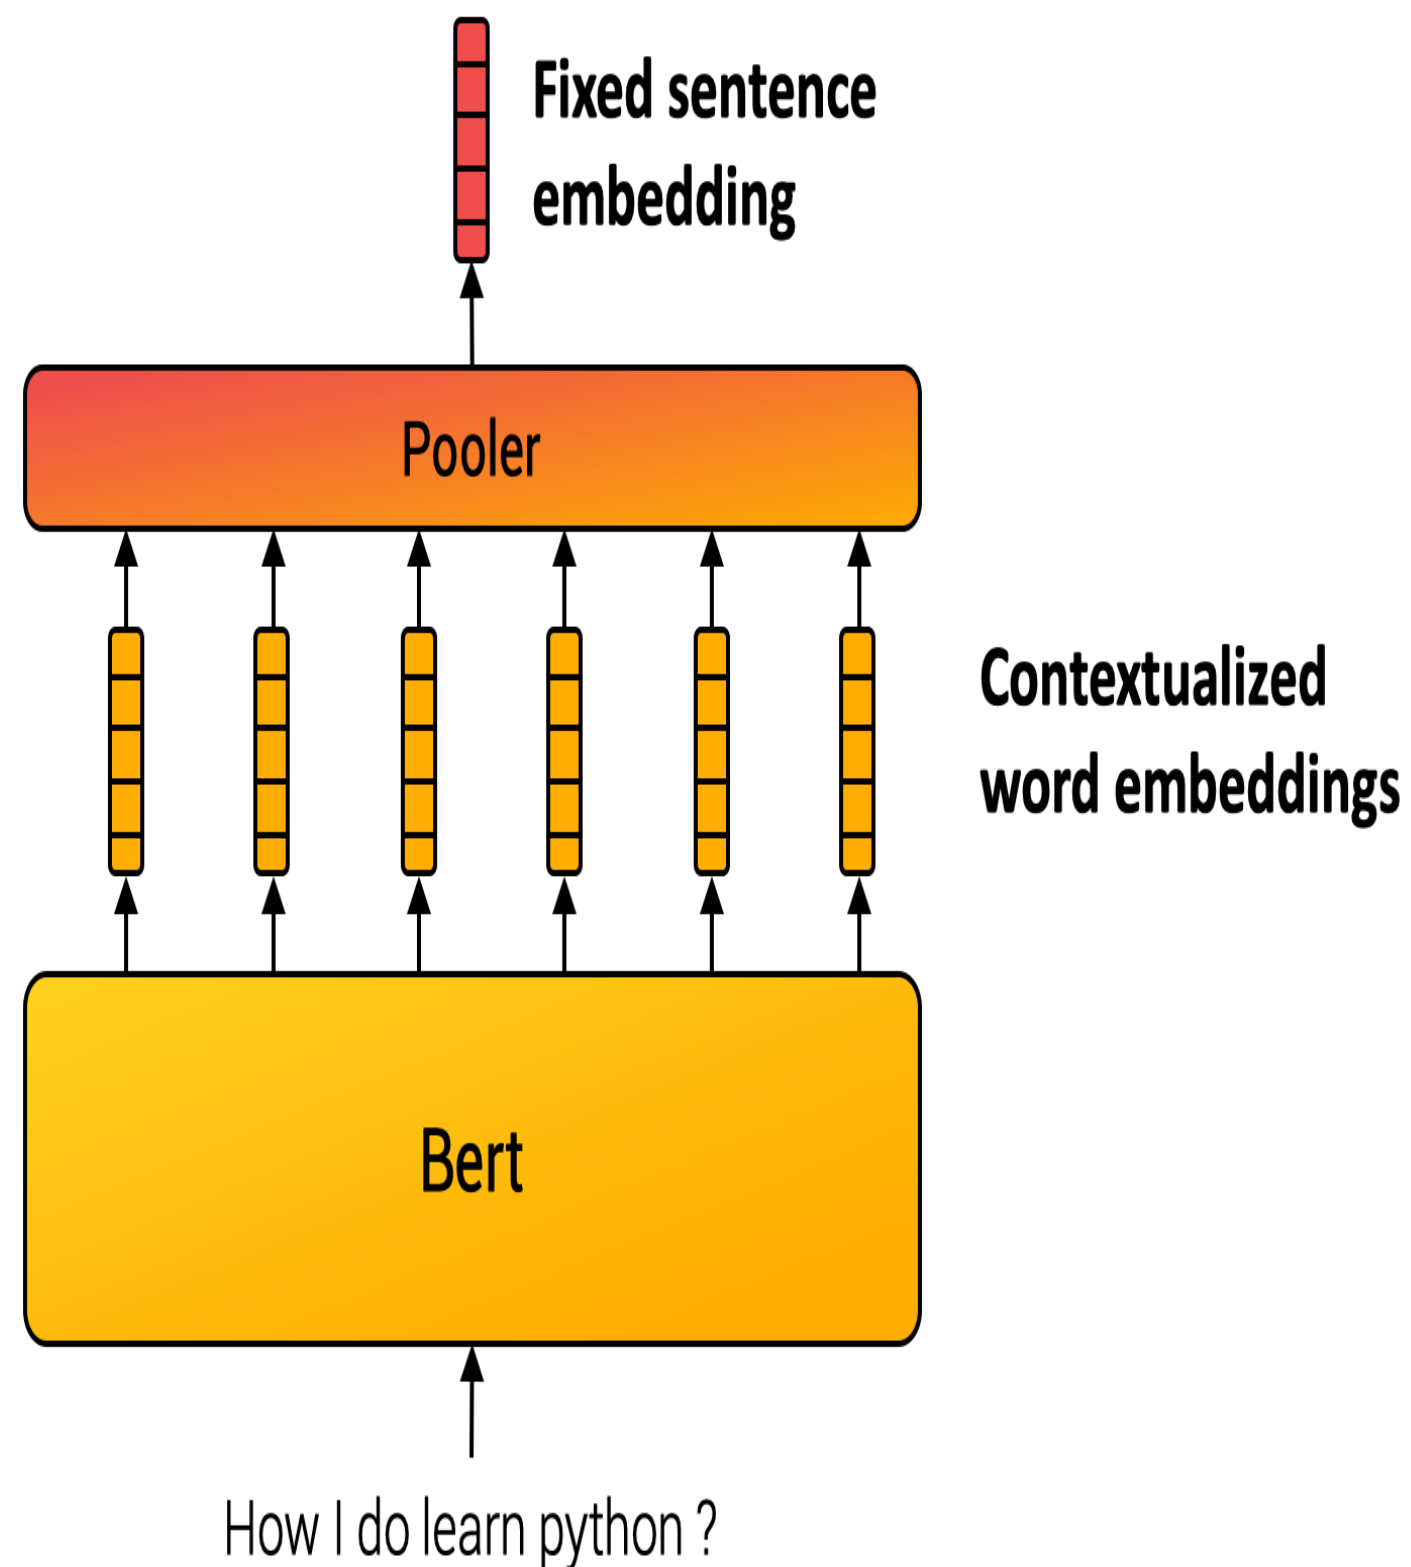 Fixed sentence
embedding
Pooler
Contextualized
word embeddings
Bert
How I do learn python ?